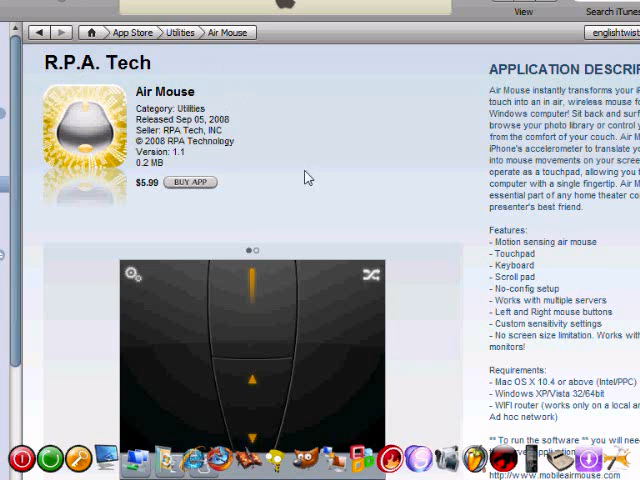 View
Search iTunes
App Store
Utilities
Air Mouse
englishtwist
R.P.A. Tech
Air Mouse
Category: Utilities
Released Sep 05, 2008
Seller: RPA Tech, INC
© 2008 RPA Technology
Version: 1.1
0.2 MB
$5.99 BUY APP
APPLICATION DESCRI
Air Mouse instantly transforms your
touch into an in air, wireless mouse
Windows computer! Sit back and surf
browse your photo library or control
from the comfort of your couch. Air
iPhone's accelerometer to translate
into mouse movements on your
operate as a touchpad, allowing
computer with a single fingertip. Air
essential part of any home theater
presenter's best friend.
Features:
- Motion sensing air mouse
- Touchpad
- Keyboard
- Scroll pad
- No-config setup
- Works with multiple servers
- Left and Right mouse buttons
- Custom sensitivity settings
- No screen size limitation. Works
monitors!
Requirements:
- Mac OS X 10.4 or above (Intel/PPC)
- Windows XP/Vista 32/64bit
- WIFI router (works only on a local
Ad hoc network)
** To run the software ** you will
http://www.mobileairmouse.com